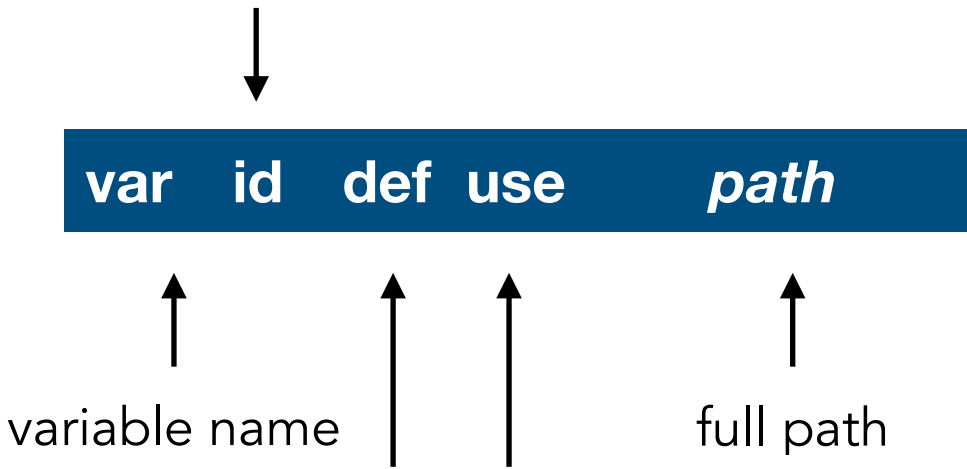 var id def use path
variable name full path